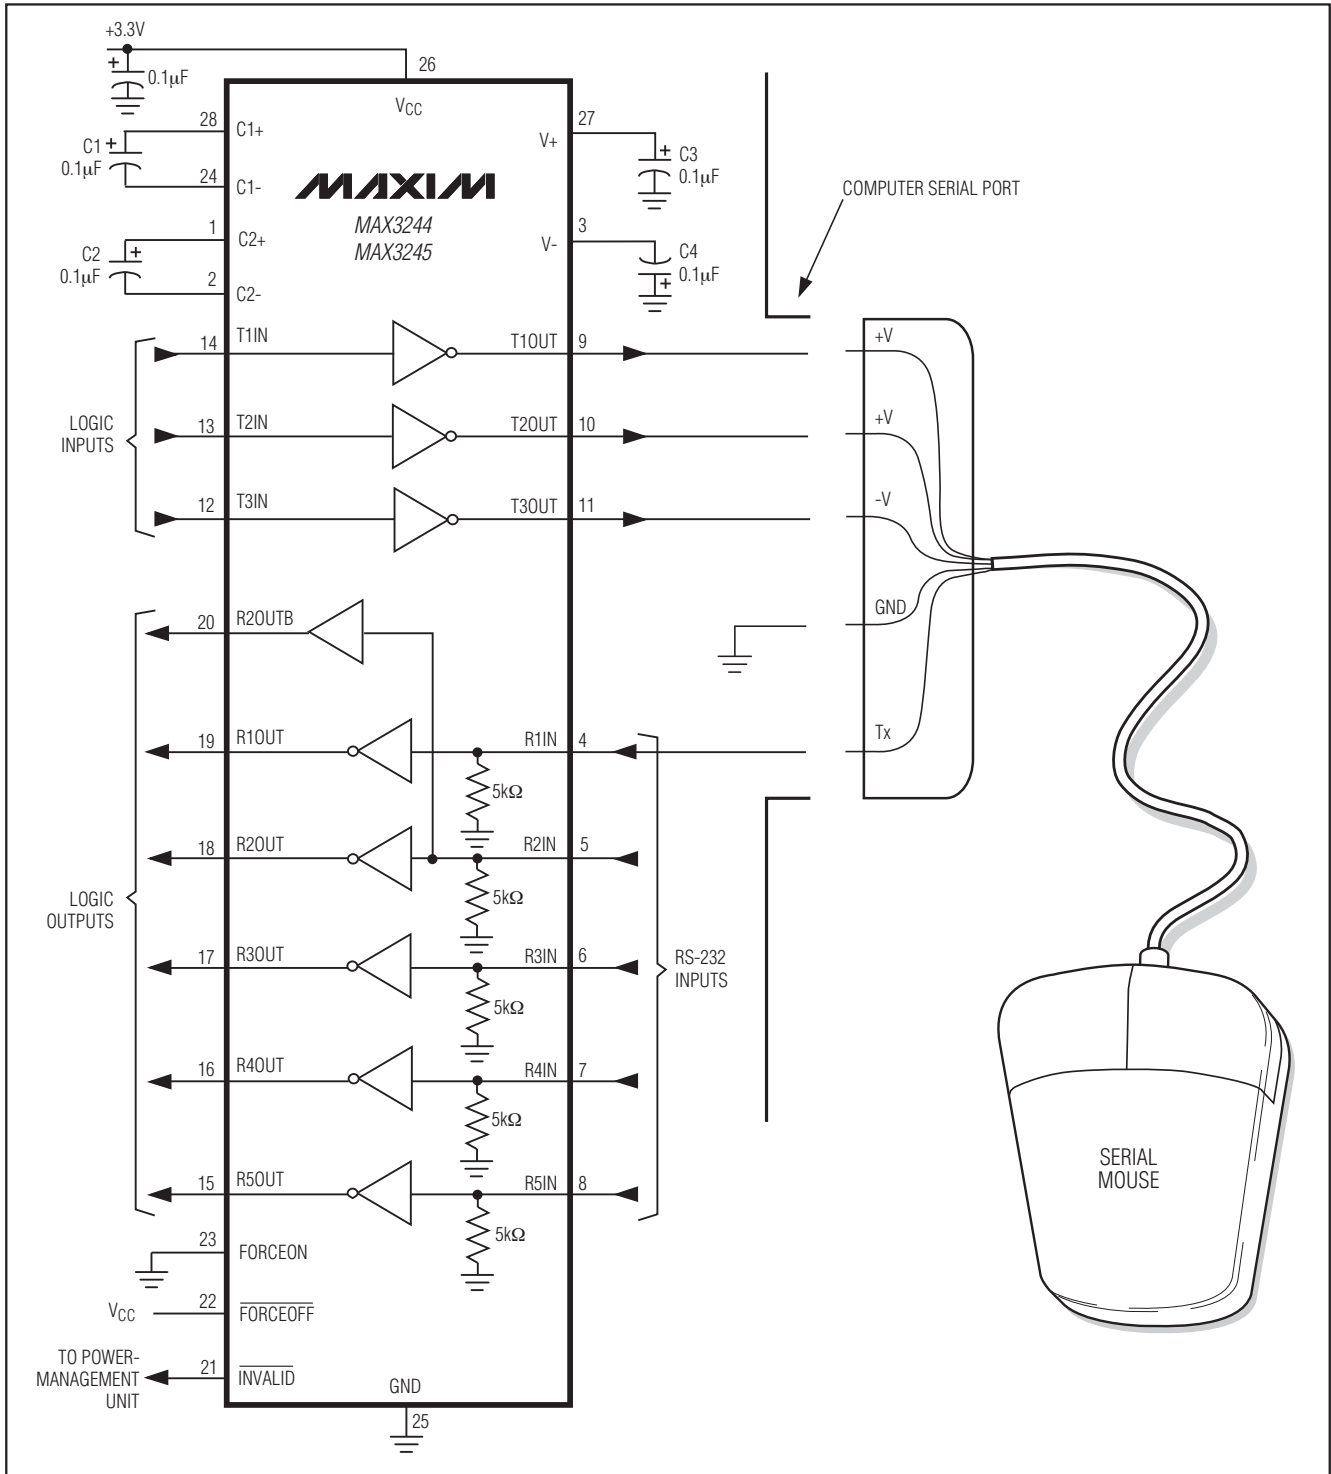 +3.3V
+
0.1µF
26
VCC
28
C1+
C1
+
0.1µF
24
C1-
27
V+
+
C3
0.1µF
MAXIM
MAX3244
MAX3245
1
C2+
C2
+
0.1µF
2
C2-
3
V-
C4
0.1µF
+
COMPUTER SERIAL PORT
LOGIC
INPUTS
14
T1IN
T1OUT
9
13
T2IN
T2OUT
10
12
T3IN
T3OUT
11
+V
+V
-V
GND
Tx
LOGIC
OUTPUTS
20
R2OUTB
19
R1OUT
R1IN
4
5kΩ
18
R2OUT
R2IN
5
5kΩ
17
R3OUT
R3IN
6
5kΩ
16
R4OUT
R4IN
7
5kΩ
15
R5OUT
R5IN
8
5kΩ
RS-232
INPUTS
SERIAL
MOUSE
23
FORCEON
VCC
22
FORCEOFF
TO POWER-
MANAGEMENT
UNIT
21
INVALID
GND
25